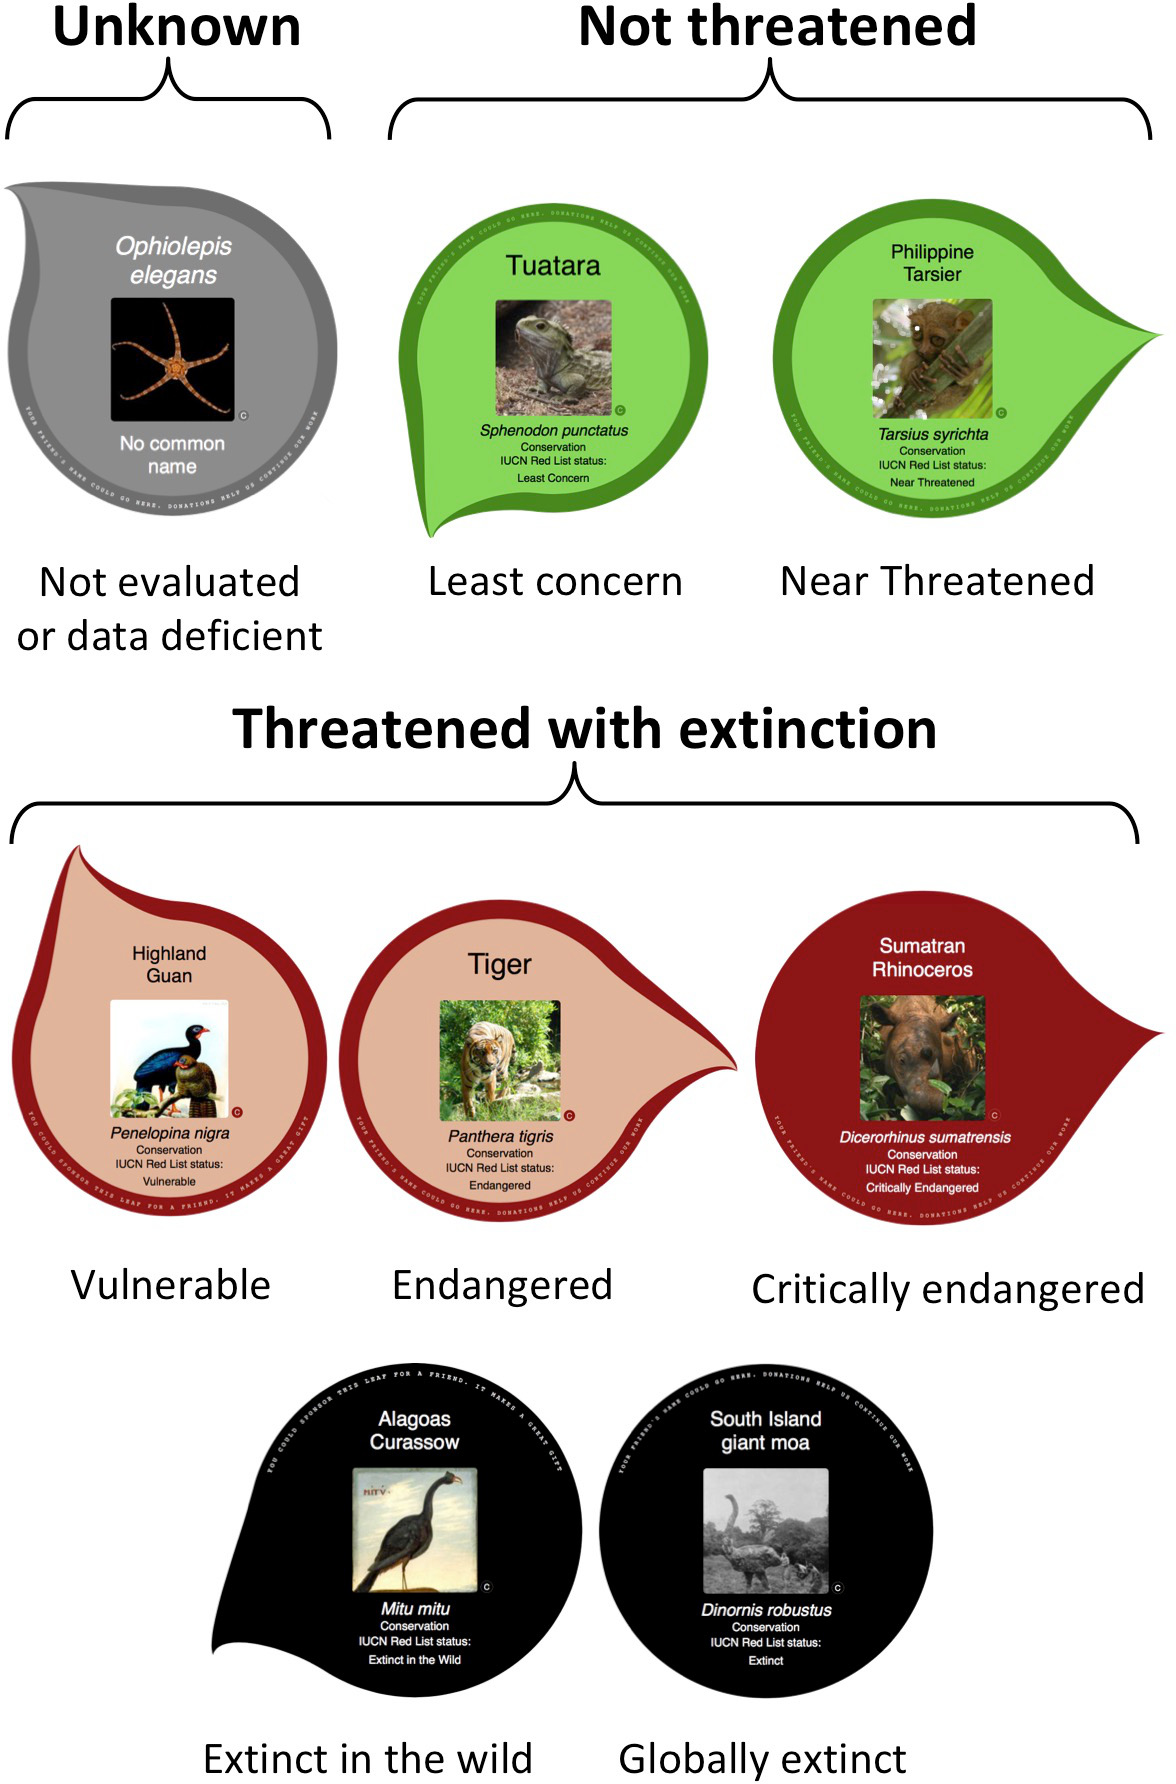 Unknown
Not threatened
Ophiolepis
elegans
No common
name
YOUR FRIEND'S NAME COULD GO HERE. DONATIONS HELP US CONTINUE OUR WORK
YOUR FRIEND'S NAME COULD GO HERE. DONATIONS HELP US CONTINUE OUR WORK
Tuatara
Sphenodon punctatus
Conservation
IUCN Red List status:
Least Concern
Philippine
Tarsier
Tarsius syrichta
Conservation
IUCN Red List status:
Near Threatened
YOUR FRIEND'S NAME COULD GO HERE. DONATIONS HELP US CONTINUE OUR WORK
Not evaluated
or data deficient
Least concern
Near Threatened
Threatened with extinction
Highland
Guan
Penelopina nigra
Conservation
IUCN Red List status:
Vulnerable
YOU COULD SPONSOR THIS LEAF FOR A FRIEND. IT MAKES A GREAT GIFT
Tiger
Panthera tigris
Conservation
IUCN Red List status:
Endangered
YOUR FRIEND'S NAME COULD GO HERE. DONATIONS HELP US CONTINUE OUR WORK
Sumatran
Rhinoceros
Dicerorhinus sumatrensis
Conservation
IUCN Red List status:
Critically Endangered
YOUR FRIEND'S NAME COULD GO HERE. DONATIONS HELP US CONTINUE OUR WORK
Vulnerable
Endangered
Critically endangered
YOU COULD SPONSOR THIS LEAF FOR A FRIEND. IT MAKES A GREAT GIFT
Alagoas
Curassow
Mitu mitu
Conservation
IUCN Red List status:
Extinct in the Wild
YOUR FRIEND'S NAME COULD GO HERE. DONATIONS HELP US CONTINUE OUR WORK
South Island
giant moa
Dinornis robustus
Conservation
IUCN Red List status:
Extinct
Extinct in the wild
Globally extinct